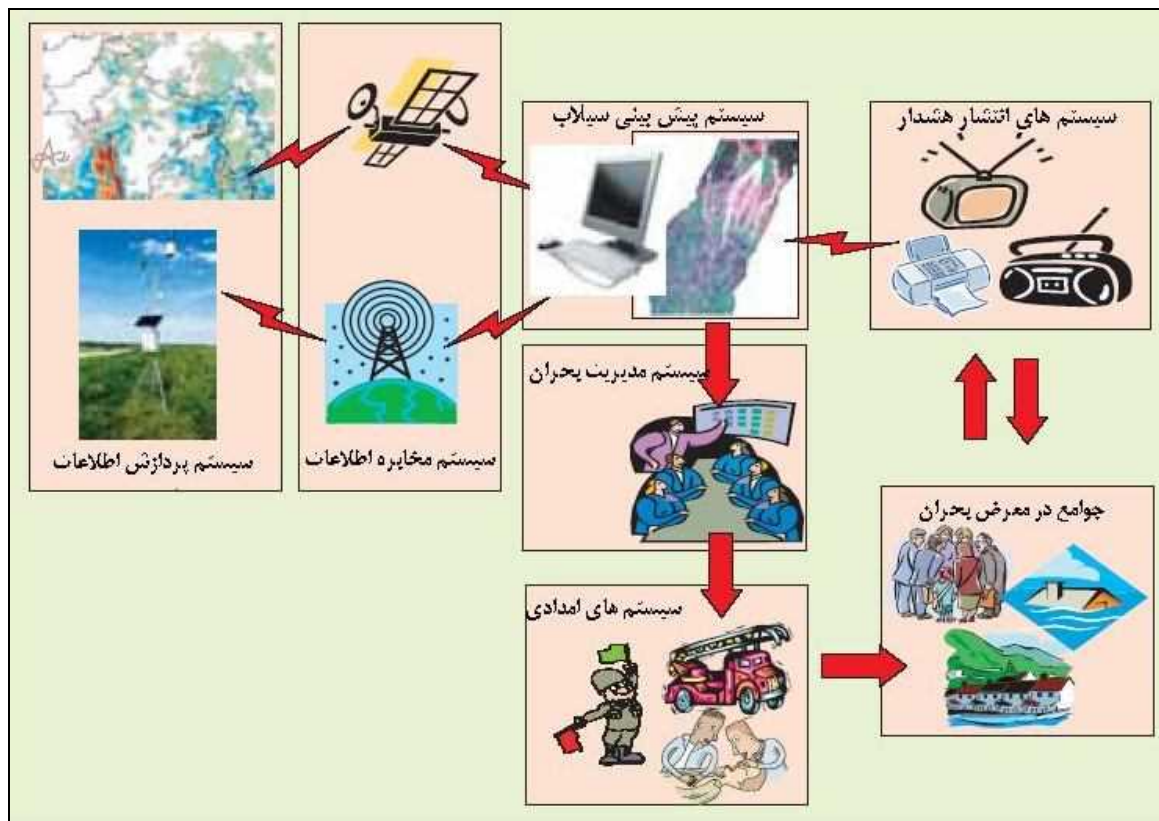 سیستم های انتشار هشدار
سیستم پیش بینی سیلاب
سیستم مخابره اطلاعات
سیستم پردازش اطلاعات
سیستم مدیریت بحران
جوامع در معرض بحران
سیستم های امدادی